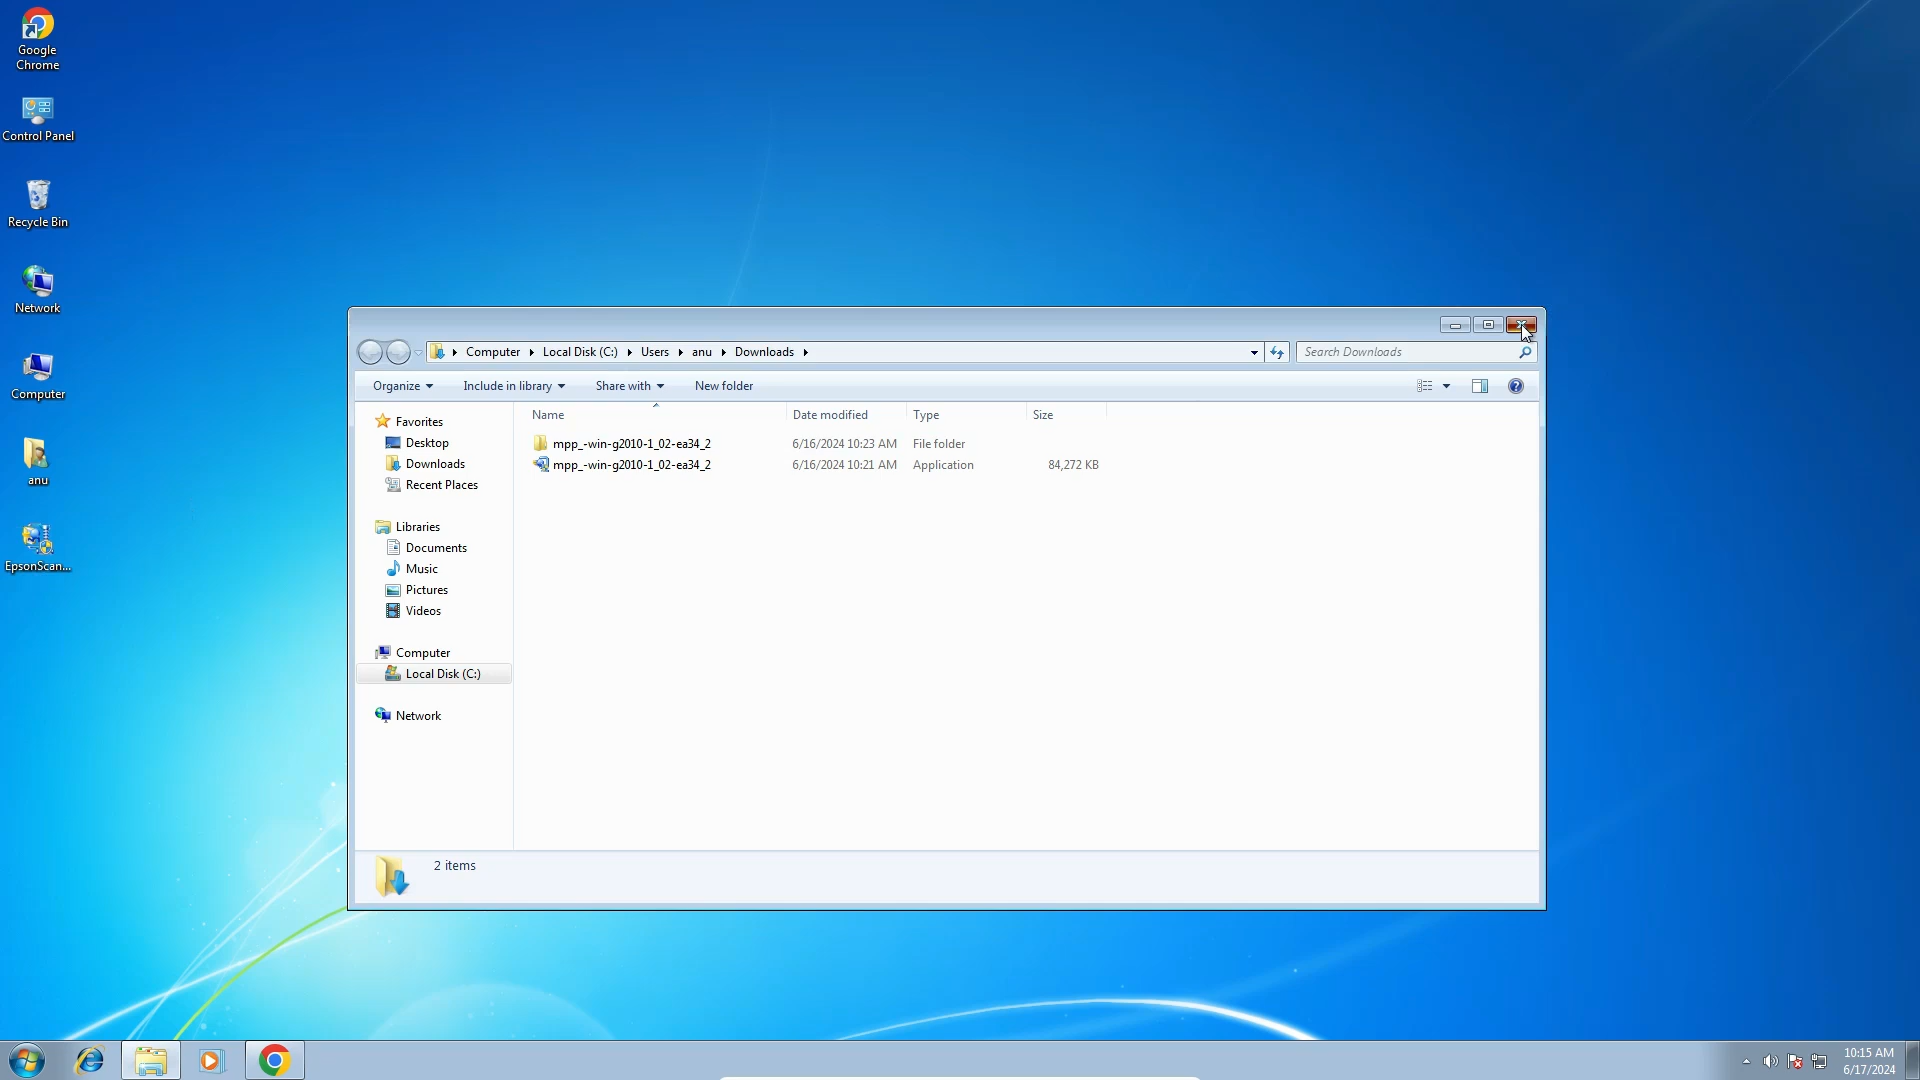 Google
Chrome
Control Panel
Recycle Bin
Network
Computer
anu
EpsonScan...
Computer
Local Disk (C:)
Users
anu
Downloads
Search Downloads
Organize
Include in library
Share with
New folder
Name
Date modified
Type
Size
mpp_-win-g2010-1_02-ea34_2 6/16/2024 10:23 AM File folder
mpp_-win-g2010-1_02-ea34_2 6/16/2024 10:21 AM Application 84,272 KB
Favorites
Desktop
Downloads
Recent Places
Libraries
Documents
Music
Pictures
Videos
Computer
Local Disk (C:)
Network
2 items
10:15 AM
6/17/2024